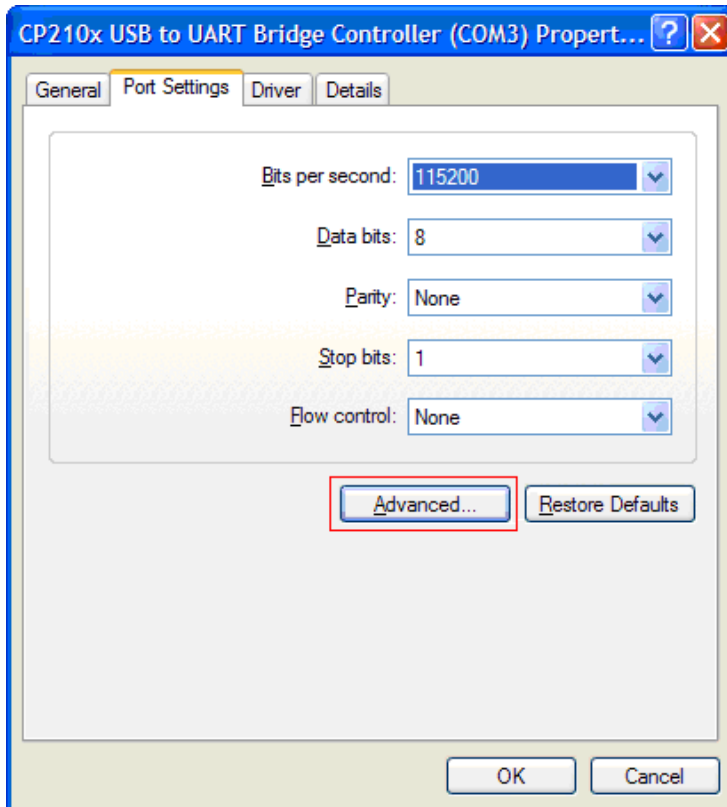 CP210x USB to UART Bridge Controller (COM3) Propert... ?
General Port Settings Driver Details
Bits per second: 115200
Data bits: 8
Parity: None
Stop bits: 1
Flow control: None
Advanced... Restore Defaults
OK Cancel